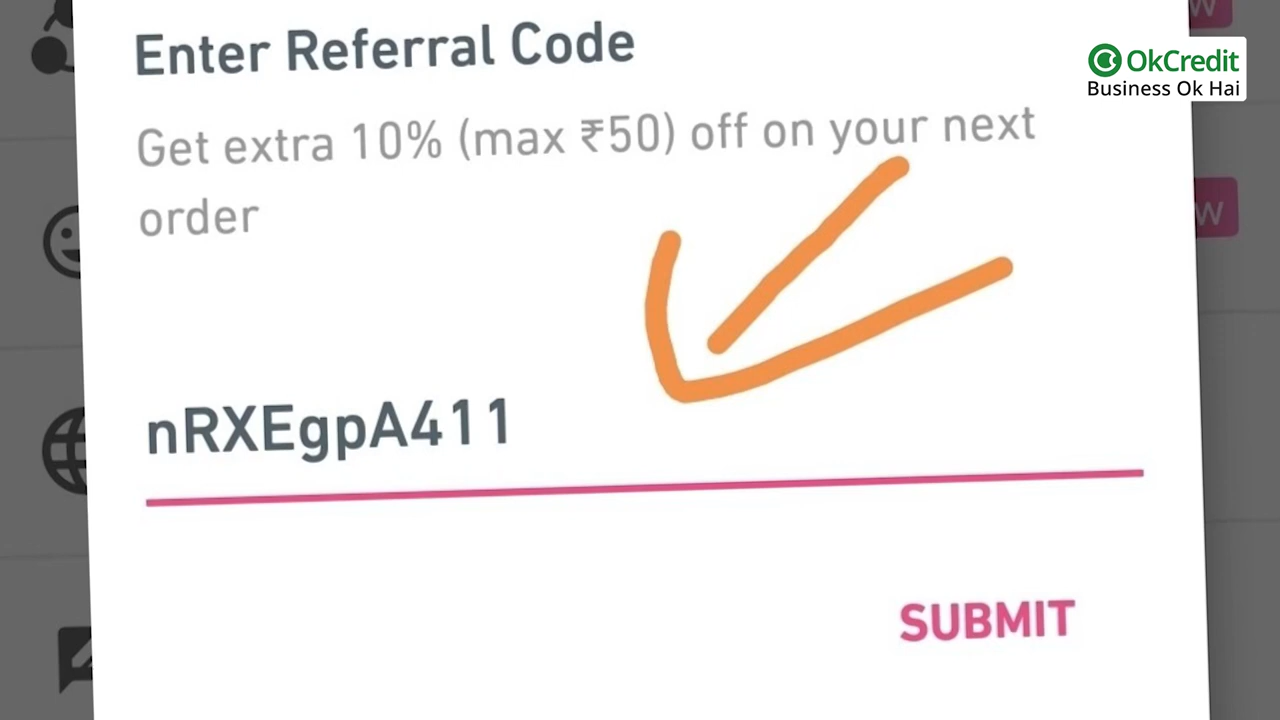 Enter Referral Code
Get extra 10% (max ₹50) off on your next
order
nRXEgpA411
SUBMIT
OkCredit
Business Ok Hai
W
W